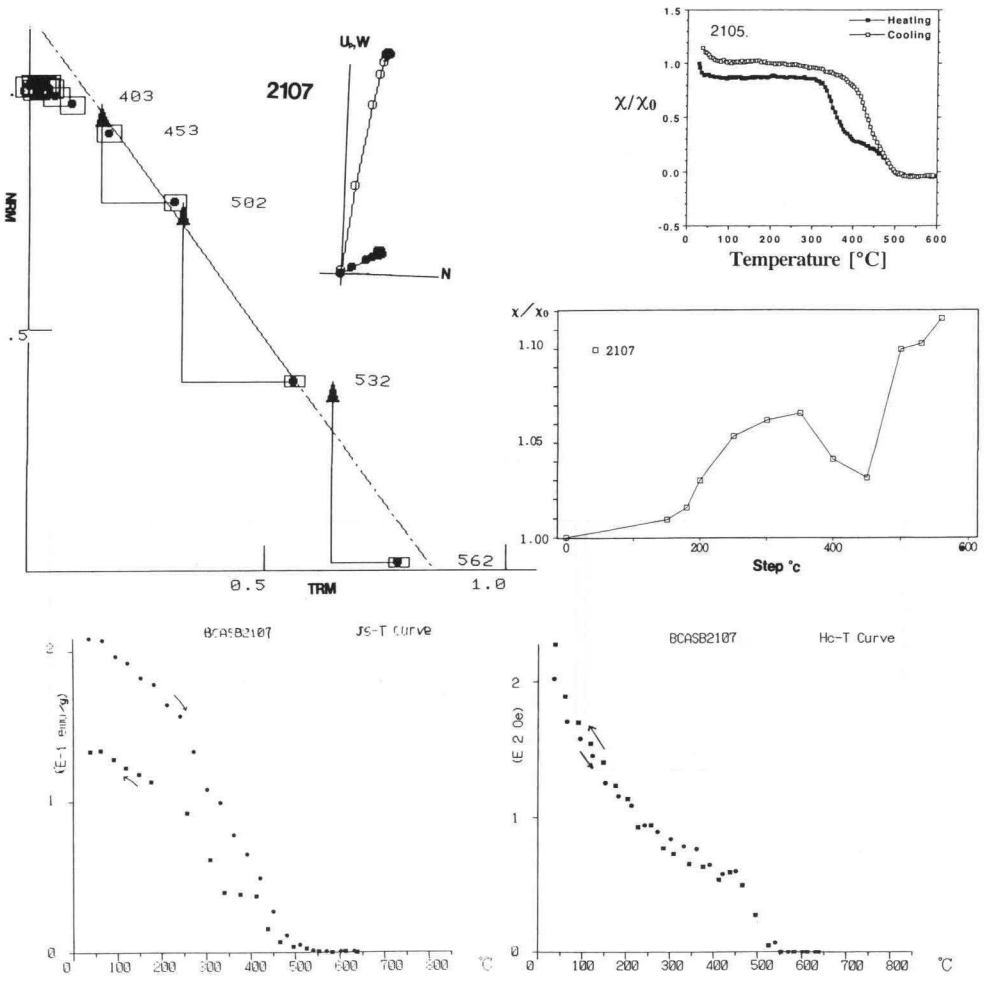 403
453
502
532
562
NRM
.5
0.5
TRM
1.0
2107
N
2105.
Heating
Cooling
χ/χ₀
1.5
1.0
0.5
0.0
-0.5
0 100 200 300 400 500 600
Temperature [°C]
χ/χ₀
2107
1.10
1.05
1.00
0 200 400 600
Step °c
BCASB2107 JS-T Curve
(E-1 emu/g)
2
1
0
0 100 200 300 400 500 600 700 800 °C
BCASB2107 Hc-T Curve
(E 2 Oe)
2
1
0
0 100 200 300 400 500 600 700 800 °C